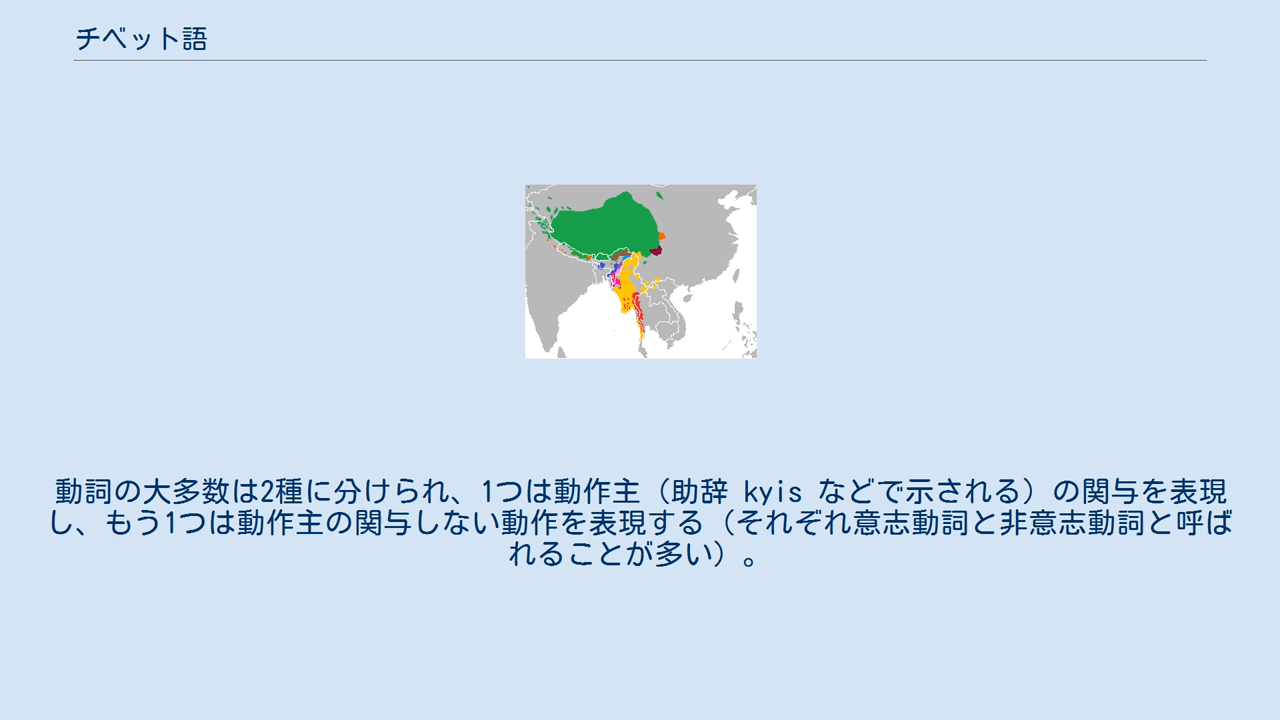 チベット語
動詞の大多数は2種に分けられ、1つは動作主（助辞 kyis などで示される）の関与を表現
し、もう1つは動作主の関与しない動作を表現する（それぞれ意志動詞と非意志動詞と呼ば
れることが多い）。